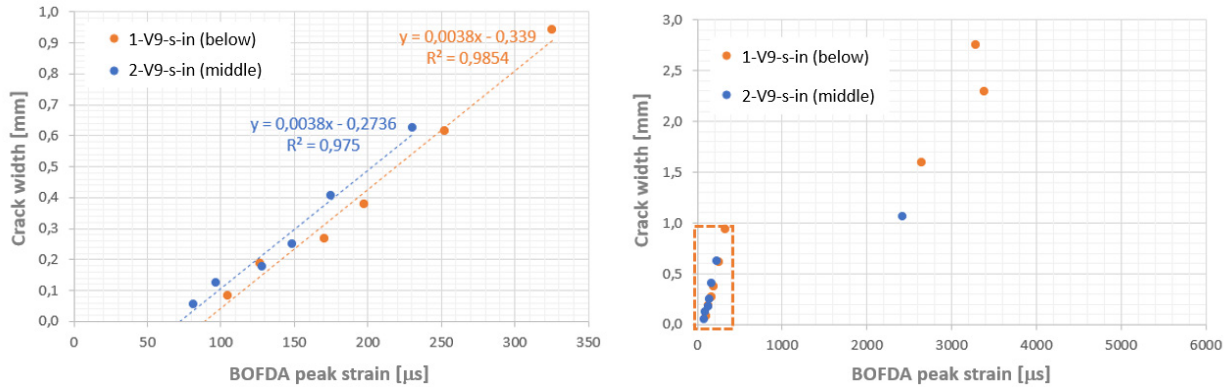 1,0
0,9
0,8
0,7
0,6
0,5
0,4
0,3
0,2
0,1
0,0
Crack width [mm]
1-V9-s-in (below)
2-V9-s-in (middle)
y = 0,0038x - 0,339
R² = 0,9854
y = 0,0038x - 0,2736
R² = 0,975
0 50 100 150 200 250 300 350
BOFDA peak strain [µs]
3,0
2,5
2,0
1,5
1,0
0,5
0,0
Crack width [mm]
1-V9-s-in (below)
2-V9-s-in (middle)
0 1000 2000 3000 4000 5000 6000
BOFDA peak strain [µs]